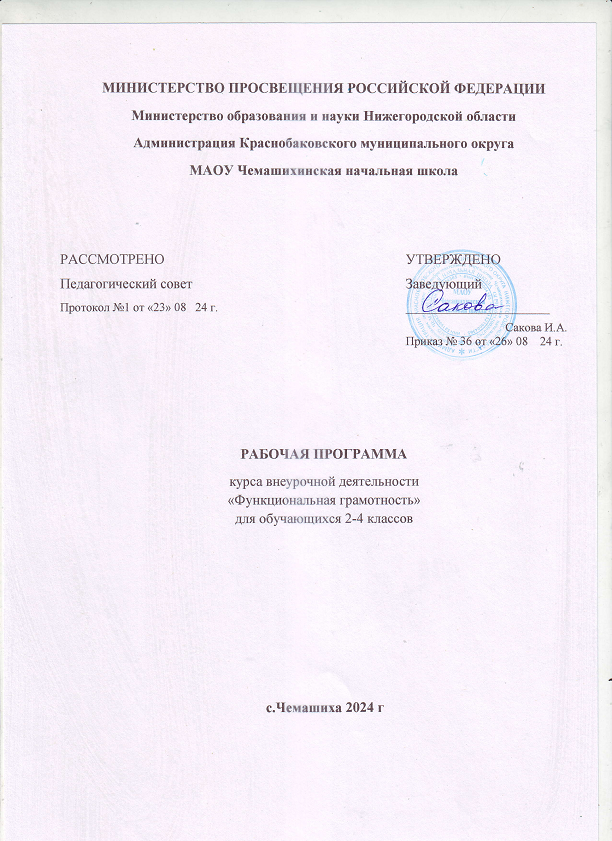 МИНИСТЕРСТВО ПРОСВЕЩЕНИЯ РОССИЙСКОЙ ФЕДЕРАЦИИ
Министерство образования и науки Нижегородской области
Администрация Краснобаковского муниципального округа
МАОУ Чемашихинская начальная школа
РАССМОТРЕНО
Педагогический совет
Протокол №1 от «23» 08 24 г.
УТВЕРЖДЕНО
Заведующий
Сакова
Сакова И.А.
Приказ № 36 от «26» 08 24 г.
РАБОЧАЯ ПРОГРАММА
курса внеурочной деятельности
«Функциональная грамотность»
для обучающихся 2-4 классов
с.Чемашиха 2024 г